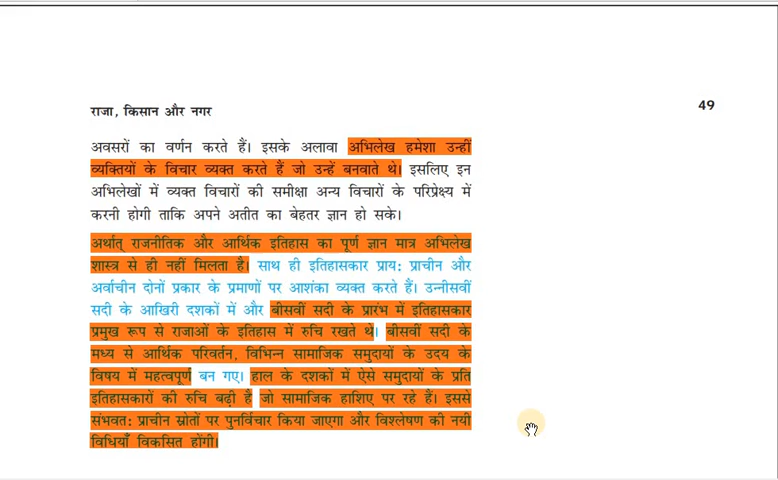 राजा, किसान और नगर 49
अवसरों का वर्णन करते हैं। इसके अलावा अभिलेख हमेशा उन्हीं
व्यक्तियों के विचार व्यक्त करते हैं जो उन्हें बनवाते थे। इसलिए इन
अभिलेखों में व्यक्त विचारों की समीक्षा अन्य विचारों के परिप्रेक्ष्य में
करनी होगी ताकि अपने अतीत का बेहतर ज्ञान हो सके।
अर्थात् राजनीतिक और आर्थिक इतिहास का पूर्ण ज्ञान मात्र अभिलेख
शास्त्र से ही नहीं मिलता है। साथ ही इतिहासकार प्राय: प्राचीन और
अर्वाचीन दोनों प्रकार के प्रमाणों पर आशंका व्यक्त करते हैं। उन्नीसवीं
सदी के आखिरी दशकों में और बीसवीं सदी के प्रारंभ में इतिहासकार
प्रमुख रूप से राजाओं के इतिहास में रुचि रखते थे। बीसवीं सदी के
मध्य से आर्थिक परिवर्तन, विभिन्न सामाजिक समुदायों के उदय के
विषय में महत्वपूर्ण बन गए। हाल के दशकों में ऐसे समुदायों के प्रति
इतिहासकारों की रुचि बढ़ी है जो सामाजिक हाशिए पर रहे हैं। इससे
संभवत: प्राचीन स्रोतों पर पुनर्विचार किया जाएगा और विश्लेषण की नयी
विधियाँ विकसित होंगी।